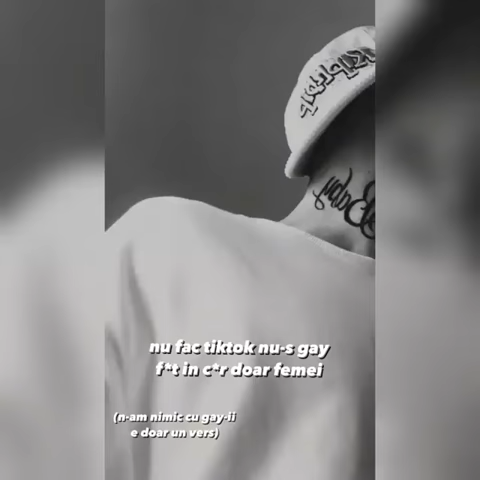 nu fac tiktok nu-s gay
f*t in c*r doar femei
(n-am nimic cu gay-ii
e doar un vers)